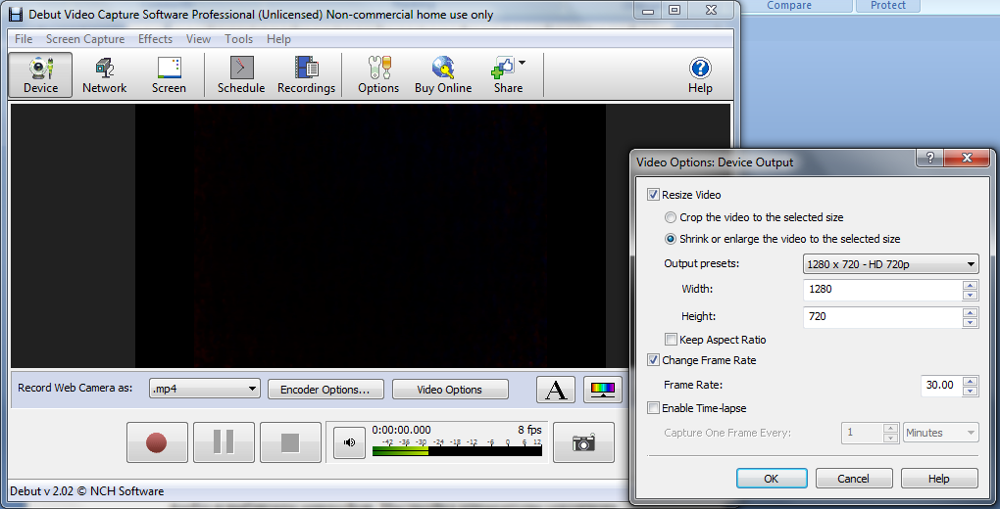 Debut Video Capture Software Professional (Unlicensed) Non-commercial home use only
Compare
Protect
File Screen Capture Effects View Tools Help
Device Network Screen Schedule Recordings Options Buy Online Share Help
Record Web Camera as: .mp4 Encoder Options... Video Options A
0:00:00.000 8 fps
-42 -36 -30 -24 -18 -12 -6 0 6 12
Debut v 2.02 © NCH Software
Video Options: Device Output
Resize Video
Crop the video to the selected size
Shrink or enlarge the video to the selected size
Output presets: 1280 x 720 - HD 720p
Width: 1280
Height: 720
Keep Aspect Ratio
Change Frame Rate
Frame Rate: 30.00
Enable Time-lapse
Capture One Frame Every: 1 Minutes
OK Cancel Help